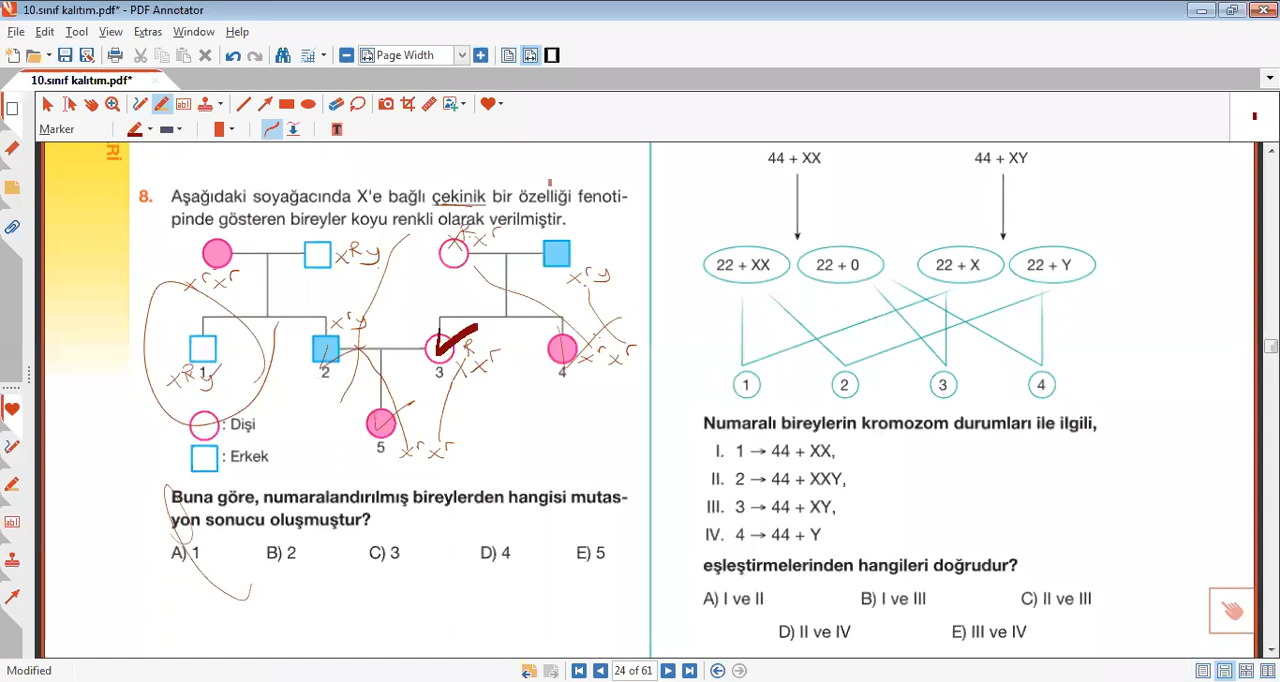 10.sınıf kalıtım.pdf* - PDF Annotator
File Edit Tool View Extras Window Help
Page Width
10.sınıf kalıtım.pdf*
Marker
8. Aşağıdaki soyağacında X'e bağlı çekinik bir özelliği fenoti-
pinde gösteren bireyler koyu renkli olarak verilmiştir.
X^R X^r
X^r X^r
X^R y
X^r y
X^r y
1
X^R y
2
3
X^R X^r
4
X^r X^r
: Dişi
: Erkek
5
X^r X^r
Buna göre, numaralandırılmış bireylerden hangisi mutas-
yon sonucu oluşmuştur?
A) 1 B) 2 C) 3 D) 4 E) 5
44 + XX 44 + XY
22 + XX 22 + 0 22 + X 22 + Y
1 2 3 4
Numaralı bireylerin kromozom durumları ile ilgili,
I. 1 → 44 + XX,
II. 2 → 44 + XXY,
III. 3 → 44 + XY,
IV. 4 → 44 + Y
eşleştirmelerinden hangileri doğrudur?
A) I ve II B) I ve III C) II ve III
D) II ve IV E) III ve IV
Modified
24 of 61